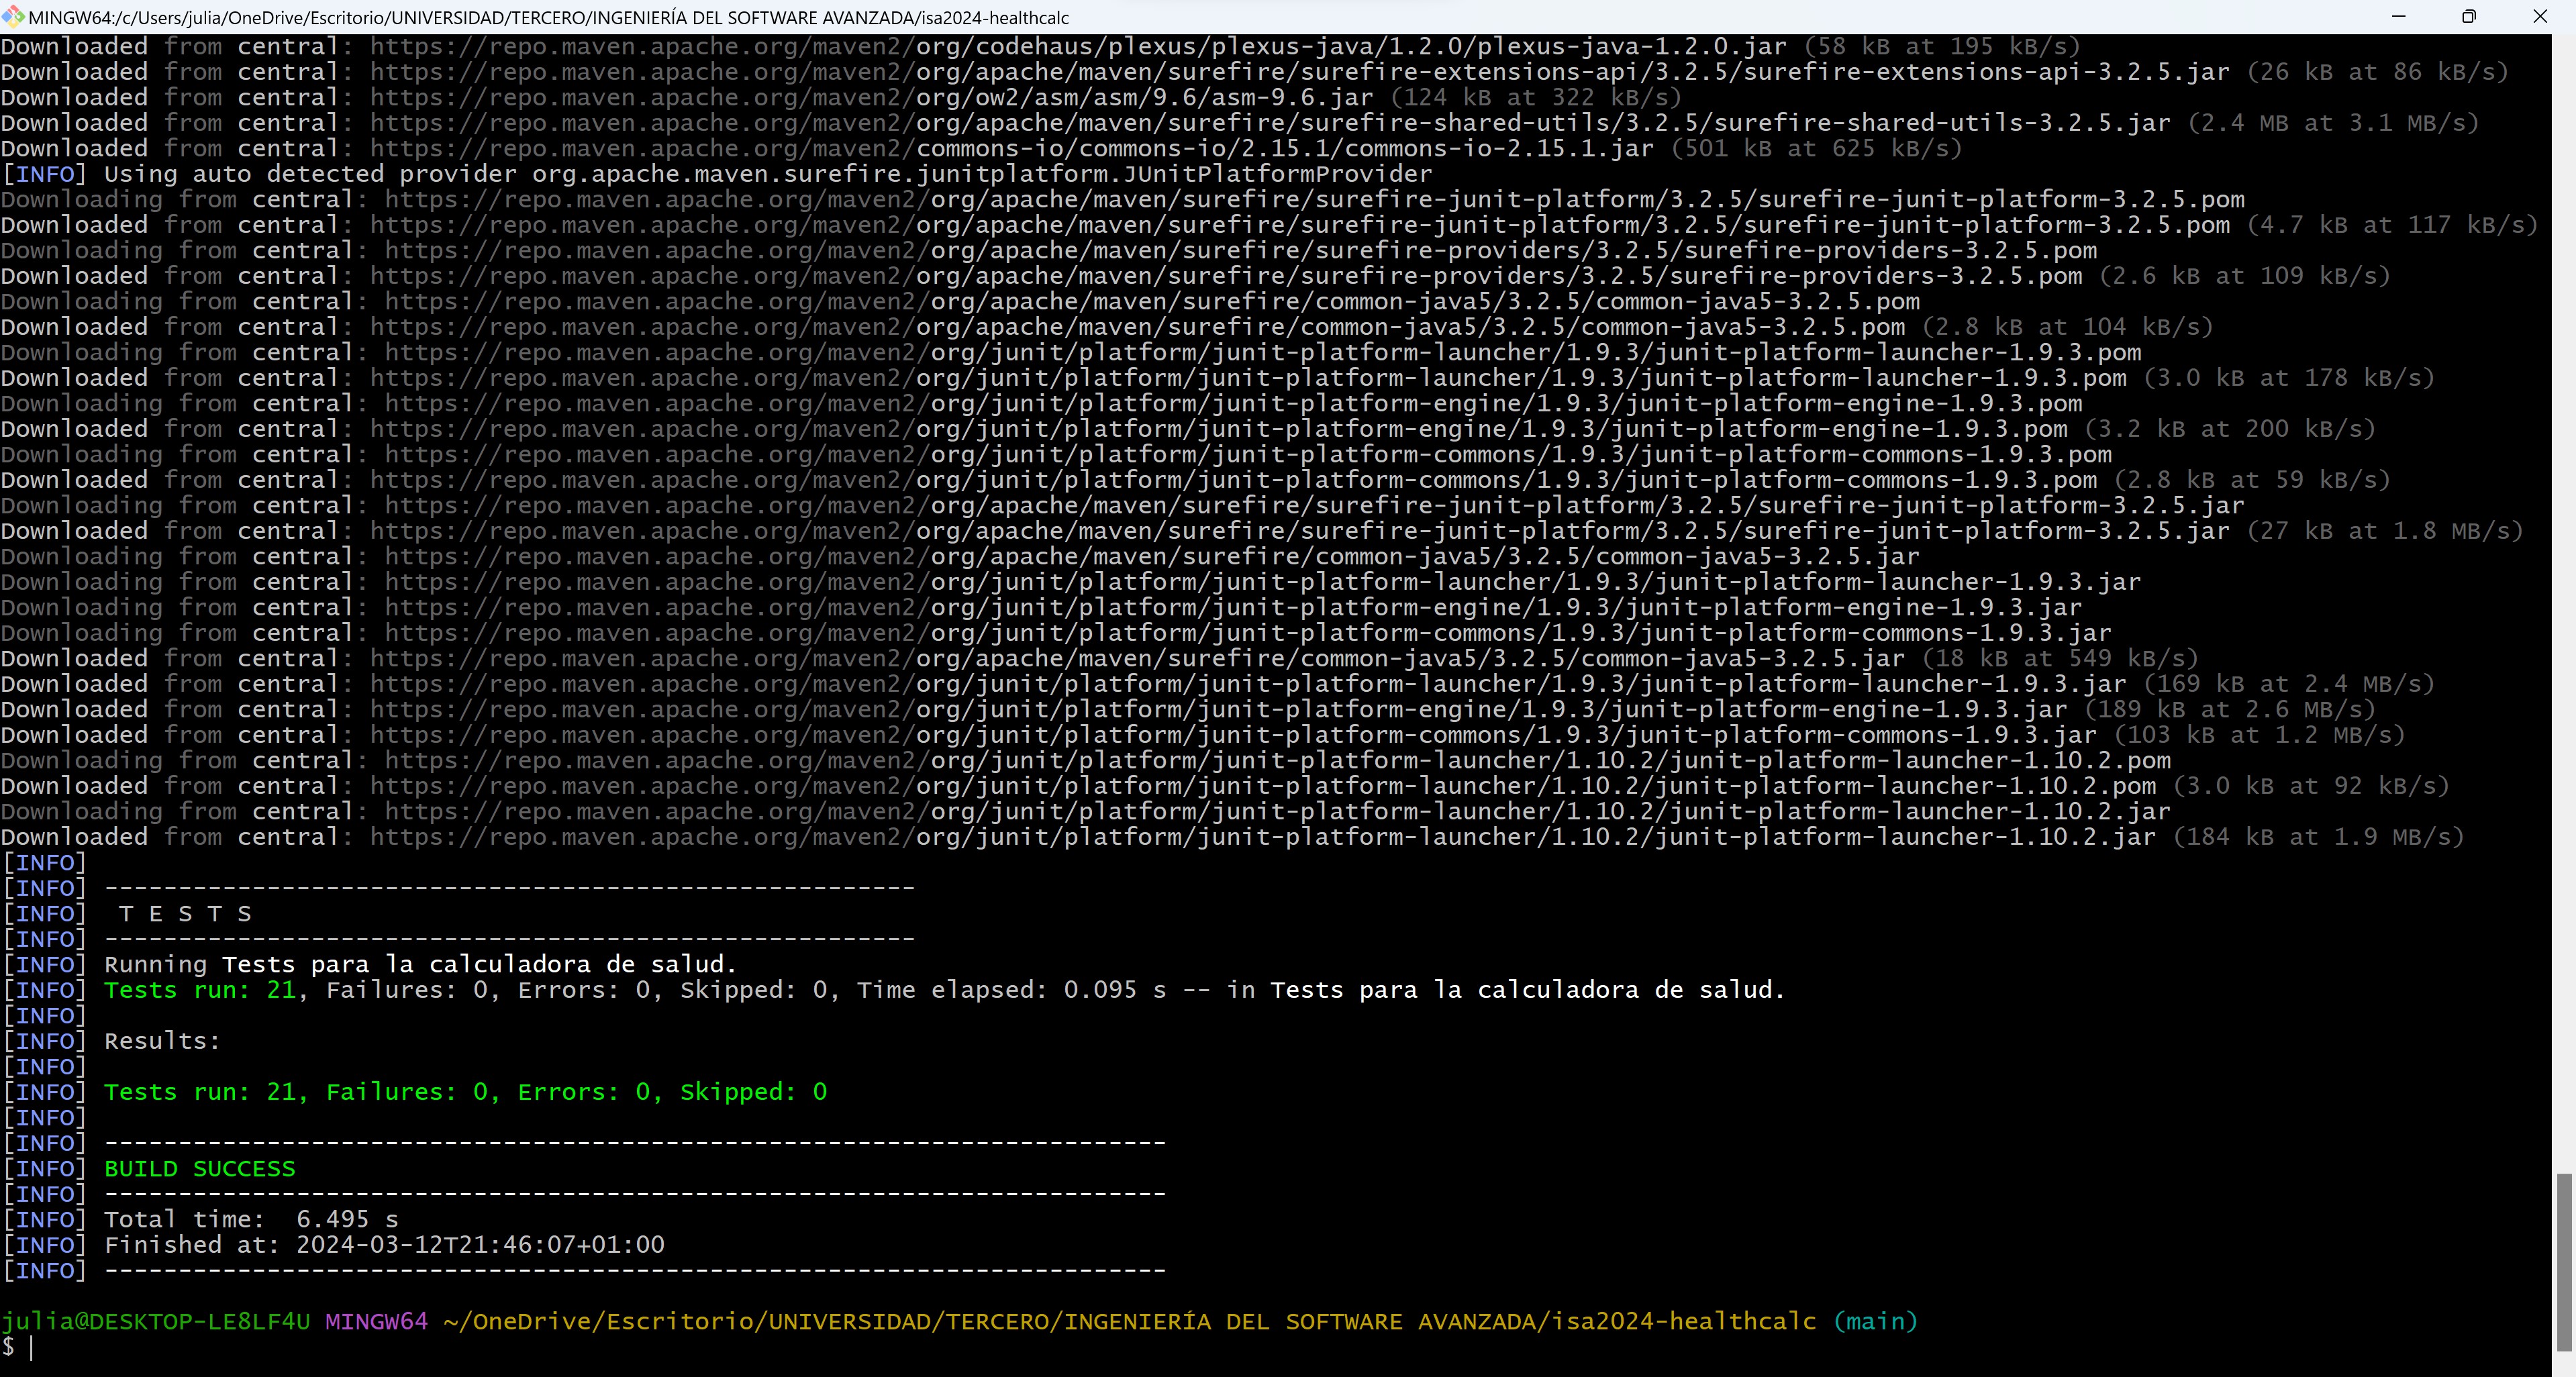 MINGW64:/c/Users/julia/OneDrive/Escritorio/UNIVERSIDAD/TERCERO/INGENIERÍA DEL SOFTWARE AVANZADA/isa2024-healthcalc
Downloaded from central: https://repo.maven.apache.org/maven2/org/codehaus/plexus/plexus-java/1.2.0/plexus-java-1.2.0.jar (58 kB at 195 kB/s)
Downloaded from central: https://repo.maven.apache.org/maven2/org/apache/maven/surefire/surefire-extensions-api/3.2.5/surefire-extensions-api-3.2.5.jar (26 kB at 86 kB/s)
Downloaded from central: https://repo.maven.apache.org/maven2/org/ow2/asm/asm/9.6/asm-9.6.jar (124 kB at 322 kB/s)
Downloaded from central: https://repo.maven.apache.org/maven2/org/apache/maven/surefire/surefire-shared-utils/3.2.5/surefire-shared-utils-3.2.5.jar (2.4 MB at 3.1 MB/s)
Downloaded from central: https://repo.maven.apache.org/maven2/commons-io/commons-io/2.15.1/commons-io-2.15.1.jar (501 kB at 625 kB/s)
[INFO] Using auto detected provider org.apache.maven.surefire.junitplatform.JUnitPlatformProvider
Downloading from central: https://repo.maven.apache.org/maven2/org/apache/maven/surefire/surefire-junit-platform/3.2.5/surefire-junit-platform-3.2.5.pom
Downloaded from central: https://repo.maven.apache.org/maven2/org/apache/maven/surefire/surefire-junit-platform/3.2.5/surefire-junit-platform-3.2.5.pom (4.7 kB at 117 kB/s)
Downloading from central: https://repo.maven.apache.org/maven2/org/apache/maven/surefire/surefire-providers/3.2.5/surefire-providers-3.2.5.pom
Downloaded from central: https://repo.maven.apache.org/maven2/org/apache/maven/surefire/surefire-providers/3.2.5/surefire-providers-3.2.5.pom (2.6 kB at 109 kB/s)
Downloading from central: https://repo.maven.apache.org/maven2/org/apache/maven/surefire/common-java5/3.2.5/common-java5-3.2.5.pom
Downloaded from central: https://repo.maven.apache.org/maven2/org/apache/maven/surefire/common-java5/3.2.5/common-java5-3.2.5.pom (2.8 kB at 104 kB/s)
Downloading from central: https://repo.maven.apache.org/maven2/org/junit/platform/junit-platform-launcher/1.9.3/junit-platform-launcher-1.9.3.pom
Downloaded from central: https://repo.maven.apache.org/maven2/org/junit/platform/junit-platform-launcher/1.9.3/junit-platform-launcher-1.9.3.pom (3.0 kB at 178 kB/s)
Downloading from central: https://repo.maven.apache.org/maven2/org/junit/platform/junit-platform-engine/1.9.3/junit-platform-engine-1.9.3.pom
Downloaded from central: https://repo.maven.apache.org/maven2/org/junit/platform/junit-platform-engine/1.9.3/junit-platform-engine-1.9.3.pom (3.2 kB at 200 kB/s)
Downloading from central: https://repo.maven.apache.org/maven2/org/junit/platform/junit-platform-commons/1.9.3/junit-platform-commons-1.9.3.pom
Downloaded from central: https://repo.maven.apache.org/maven2/org/junit/platform/junit-platform-commons/1.9.3/junit-platform-commons-1.9.3.pom (2.8 kB at 59 kB/s)
Downloading from central: https://repo.maven.apache.org/maven2/org/apache/maven/surefire/surefire-junit-platform/3.2.5/surefire-junit-platform-3.2.5.jar
Downloaded from central: https://repo.maven.apache.org/maven2/org/apache/maven/surefire/surefire-junit-platform/3.2.5/surefire-junit-platform-3.2.5.jar (27 kB at 1.8 MB/s)
Downloading from central: https://repo.maven.apache.org/maven2/org/apache/maven/surefire/common-java5/3.2.5/common-java5-3.2.5.jar
Downloading from central: https://repo.maven.apache.org/maven2/org/junit/platform/junit-platform-launcher/1.9.3/junit-platform-launcher-1.9.3.jar
Downloading from central: https://repo.maven.apache.org/maven2/org/junit/platform/junit-platform-engine/1.9.3/junit-platform-engine-1.9.3.jar
Downloading from central: https://repo.maven.apache.org/maven2/org/junit/platform/junit-platform-commons/1.9.3/junit-platform-commons-1.9.3.jar
Downloaded from central: https://repo.maven.apache.org/maven2/org/apache/maven/surefire/common-java5/3.2.5/common-java5-3.2.5.jar (18 kB at 549 kB/s)
Downloaded from central: https://repo.maven.apache.org/maven2/org/junit/platform/junit-platform-launcher/1.9.3/junit-platform-launcher-1.9.3.jar (169 kB at 2.4 MB/s)
Downloaded from central: https://repo.maven.apache.org/maven2/org/junit/platform/junit-platform-engine/1.9.3/junit-platform-engine-1.9.3.jar (189 kB at 2.6 MB/s)
Downloaded from central: https://repo.maven.apache.org/maven2/org/junit/platform/junit-platform-commons/1.9.3/junit-platform-commons-1.9.3.jar (103 kB at 1.2 MB/s)
Downloading from central: https://repo.maven.apache.org/maven2/org/junit/platform/junit-platform-launcher/1.10.2/junit-platform-launcher-1.10.2.pom
Downloaded from central: https://repo.maven.apache.org/maven2/org/junit/platform/junit-platform-launcher/1.10.2/junit-platform-launcher-1.10.2.pom (3.0 kB at 92 kB/s)
Downloading from central: https://repo.maven.apache.org/maven2/org/junit/platform/junit-platform-launcher/1.10.2/junit-platform-launcher-1.10.2.jar
Downloaded from central: https://repo.maven.apache.org/maven2/org/junit/platform/junit-platform-launcher/1.10.2/junit-platform-launcher-1.10.2.jar (184 kB at 1.9 MB/s)
[INFO]
[INFO] -------------------------------------------------------
[INFO]  T E S T S
[INFO] -------------------------------------------------------
[INFO] Running Tests para la calculadora de salud.
[INFO] Tests run: 21, Failures: 0, Errors: 0, Skipped: 0, Time elapsed: 0.095 s -- in Tests para la calculadora de salud.
[INFO]
[INFO] Results:
[INFO]
[INFO] Tests run: 21, Failures: 0, Errors: 0, Skipped: 0
[INFO]
[INFO] ------------------------------------------------------------------------
[INFO] BUILD SUCCESS
[INFO] ------------------------------------------------------------------------
[INFO] Total time:  6.495 s
[INFO] Finished at: 2024-03-12T21:46:07+01:00
[INFO] ------------------------------------------------------------------------
julia@DESKTOP-LE8LF4U MINGW64 ~/OneDrive/Escritorio/UNIVERSIDAD/TERCERO/INGENIERÍA DEL SOFTWARE AVANZADA/isa2024-healthcalc (main)
$